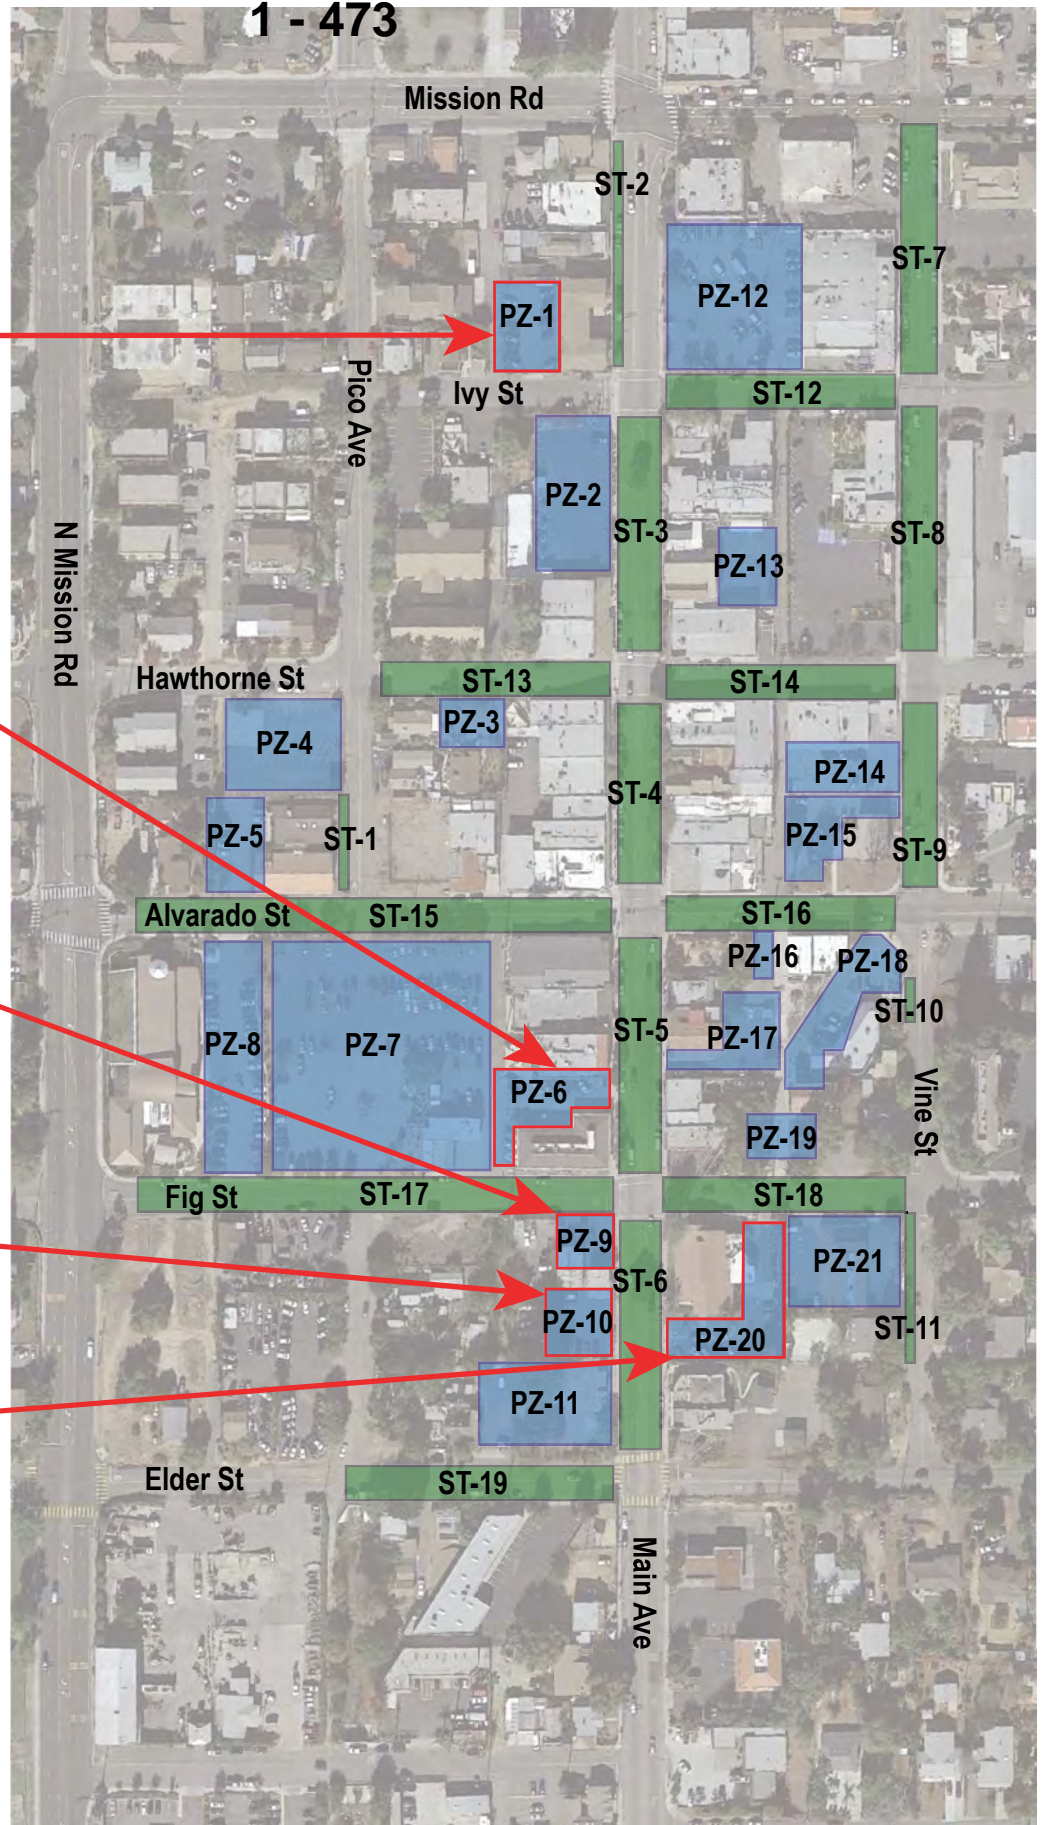 1 - 473
Mission Rd
ST-2
ST-7
PZ-12
PZ-1
Pico Ave
Ivy St
ST-12
PZ-2
N Mission Rd
ST-3
ST-8
PZ-13
Hawthorne St
ST-13
ST-14
PZ-3
PZ-4
PZ-14
ST-4
PZ-5
ST-1
PZ-15
ST-9
Alvarado St
ST-15
ST-16
PZ-16
PZ-18
ST-10
PZ-8
PZ-7
ST-5
PZ-17
PZ-6
Vine St
PZ-19
Fig St
ST-17
ST-18
PZ-9
PZ-21
ST-6
PZ-10
PZ-20
ST-11
PZ-11
Elder St
ST-19
Main Ave